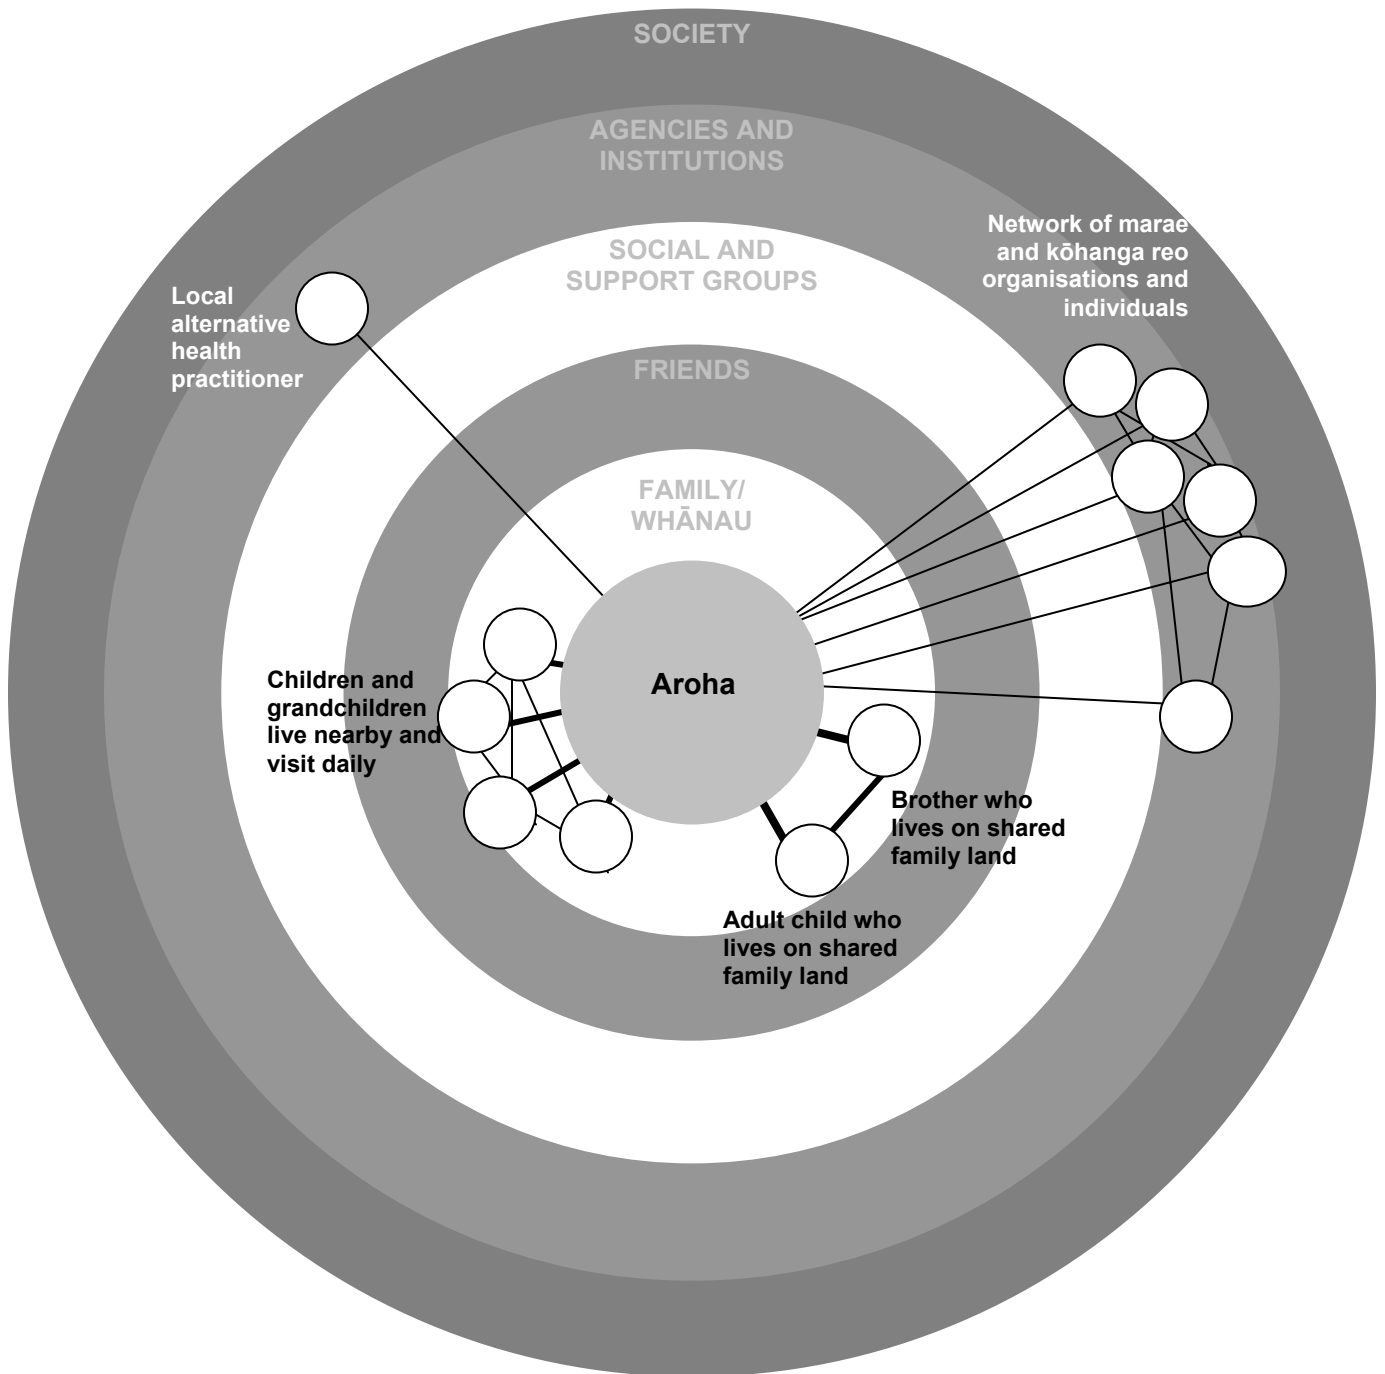 SOCIETY
AGENCIES AND
INSTITUTIONS
SOCIAL AND
SUPPORT GROUPS
FRIENDS
FAMILY/
WHĀNAU
Aroha
Local
alternative
health
practitioner
Network of marae
and kōhanga reo
organisations and
individuals
Children and
grandchildren
live nearby and
visit daily
Brother who
lives on shared
family land
Adult child who
lives on shared
family land